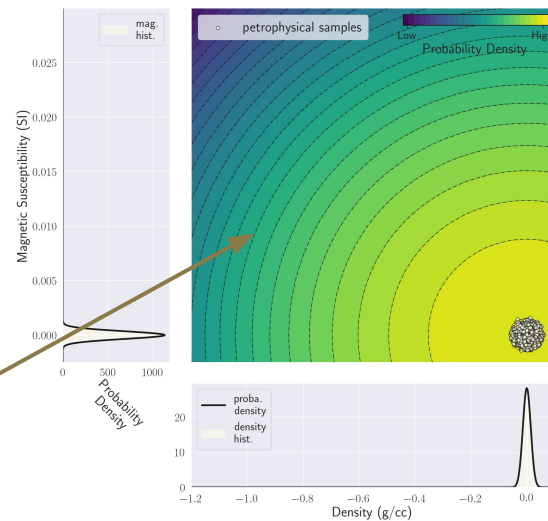 mag.
hist.
petrophysical samples
Low
High
Probability Density
0.025
0.020
0.015
0.010
0.005
0.000
Magnetic Susceptibility (SI)
0
500
1000
Probability
Density
proba.
density
density
hist.
20
10
0
−1.2
−1.0
−0.8
−0.6
−0.4
−0.2
0.0
Density (g/cc)